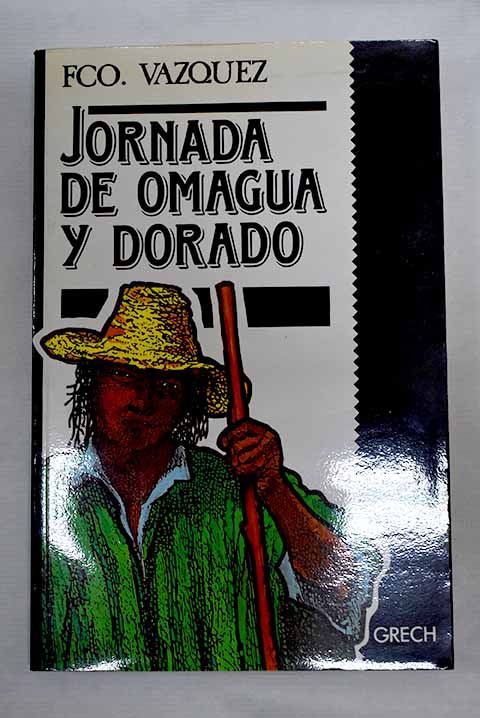 FCO. VAZQUEZ
JORNADA
DE OMAGUA
Y DORADO
GRECH